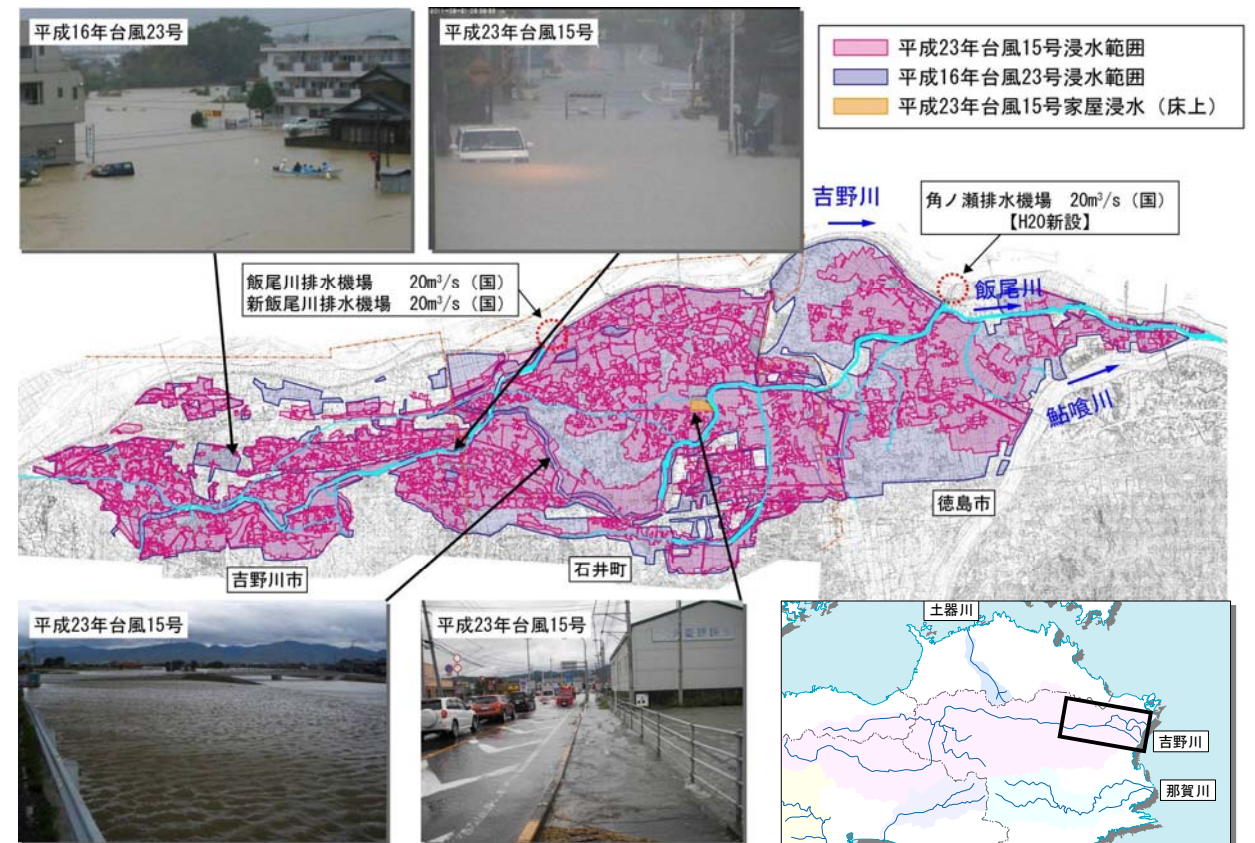 平成16年台風23号
平成23年台風15号
平成23年台風15号浸水範囲
平成16年台風23号浸水範囲
平成23年台風15号家屋浸水（床上）
吉野川
角ノ瀬排水機場　20m³/s（国）
【H20新設】
飯尾川排水機場　20m³/s（国）
新飯尾川排水機場　20m³/s（国）
飯尾川
鮎喰川
徳島市
石井町
吉野川市
平成23年台風15号
平成23年台風15号
土器川
吉野川
那賀川